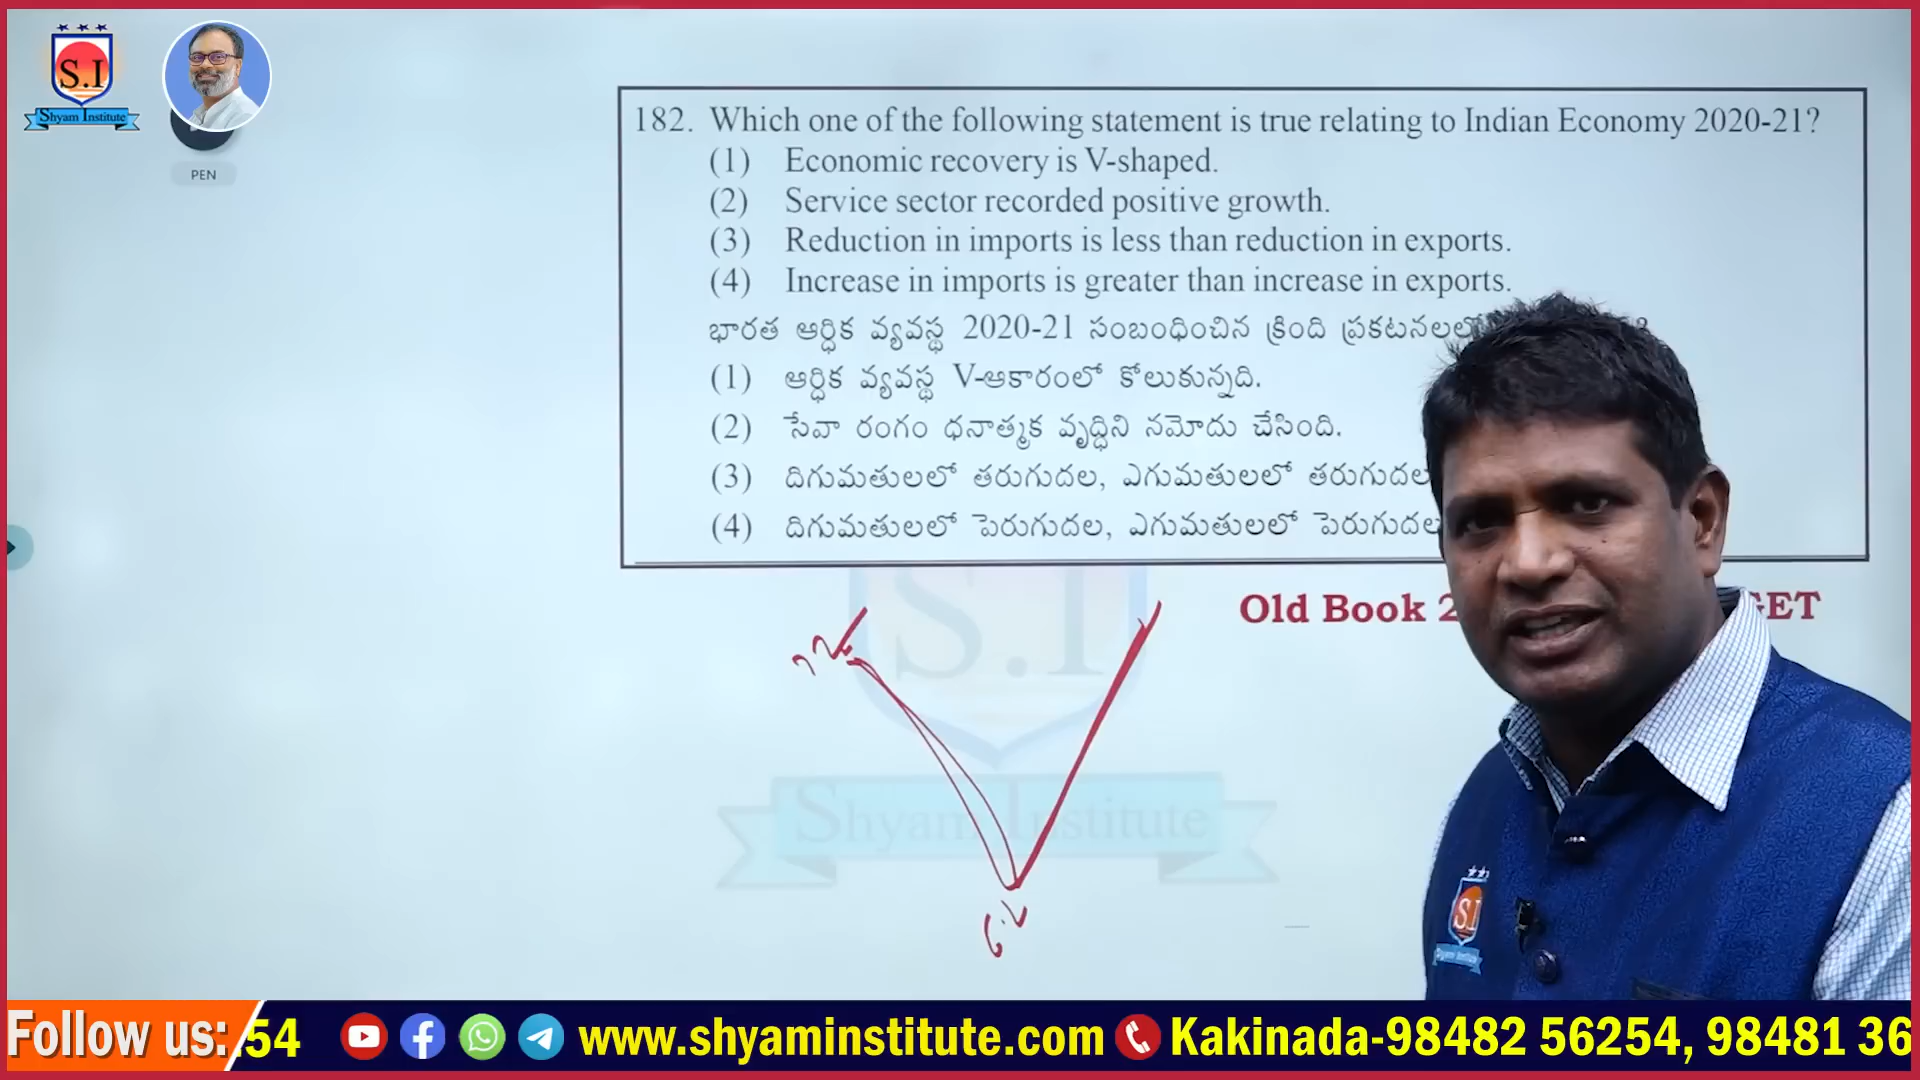 ★ ★ ★
S.I
Shyam Institute
PEN
182. Which one of the following statement is true relating to Indian Economy 2020-21?
(1) Economic recovery is V-shaped.
(2) Service sector recorded positive growth.
(3) Reduction in imports is less than reduction in exports.
(4) Increase in imports is greater than increase in exports.
భారత ఆర్థిక వ్యవస్థ 2020-21 సంబంధించిన క్రింది ప్రకటనలలో
(1) ఆర్థిక వ్యవస్థ V-ఆకారంలో కోలుకున్నది.
(2) సేవా రంగం ధనాత్మక వృద్ధిని నమోదు చేసింది.
(3) దిగుమతులలో తరుగుదల, ఎగుమతులలో తరుగుదల
(4) దిగుమతులలో పెరుగుదల, ఎగుమతులలో పెరుగుదల
Old Book 2 GET
S.I
Shyam Institute
SI
Follow us: 54 www.shyaminstitute.com Kakinada-98482 56254, 98481 36